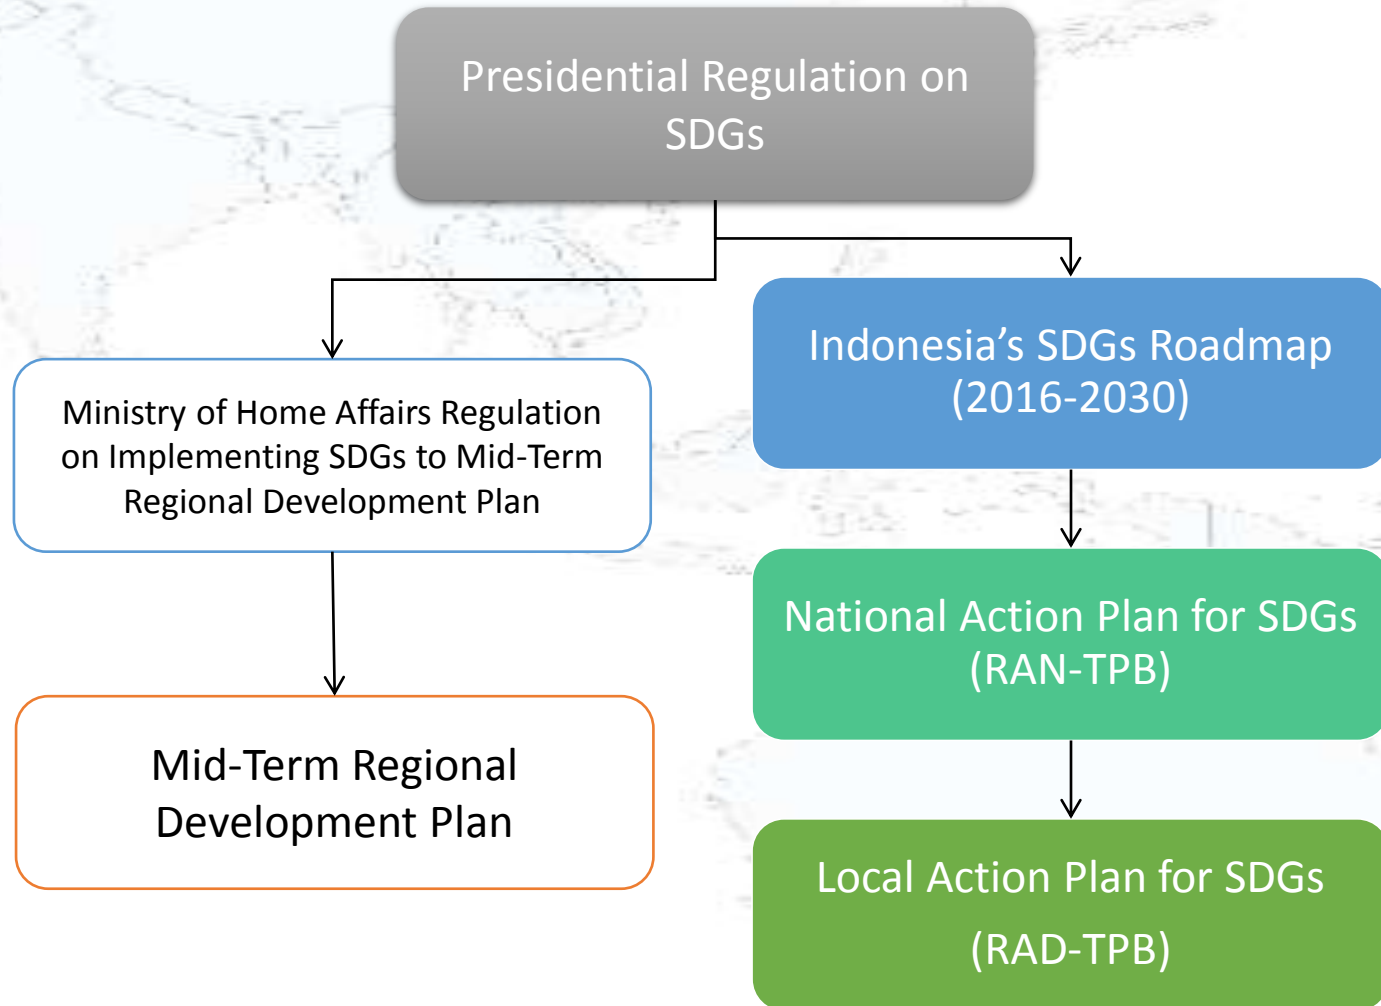 Presidential Regulation on
SDGs
Ministry of Home Affairs Regulation
on Implementing SDGs to Mid-Term
Regional Development Plan
Mid-Term Regional
Development Plan
Indonesia’s SDGs Roadmap
(2016-2030)
National Action Plan for SDGs
(RAN-TPB)
Local Action Plan for SDGs
(RAD-TPB)